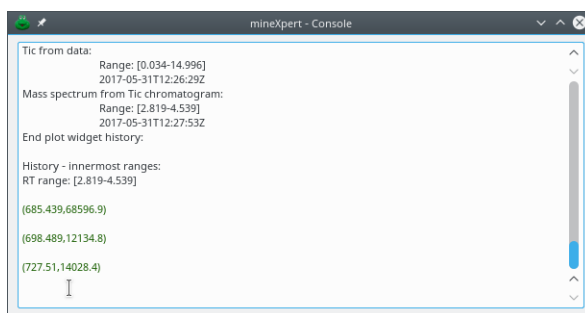 mineXpert - Console
Tic from data:
Range: [0.034-14.996]
2017-05-31T12:26:29Z
Mass spectrum from Tic chromatogram:
Range: [2.819-4.539]
2017-05-31T12:27:53Z
End plot widget history:
History - innermost ranges:
RT range: [2.819-4.539]
(685.439,68596.9)
(698.489,12134.8)
(727.51,14028.4)